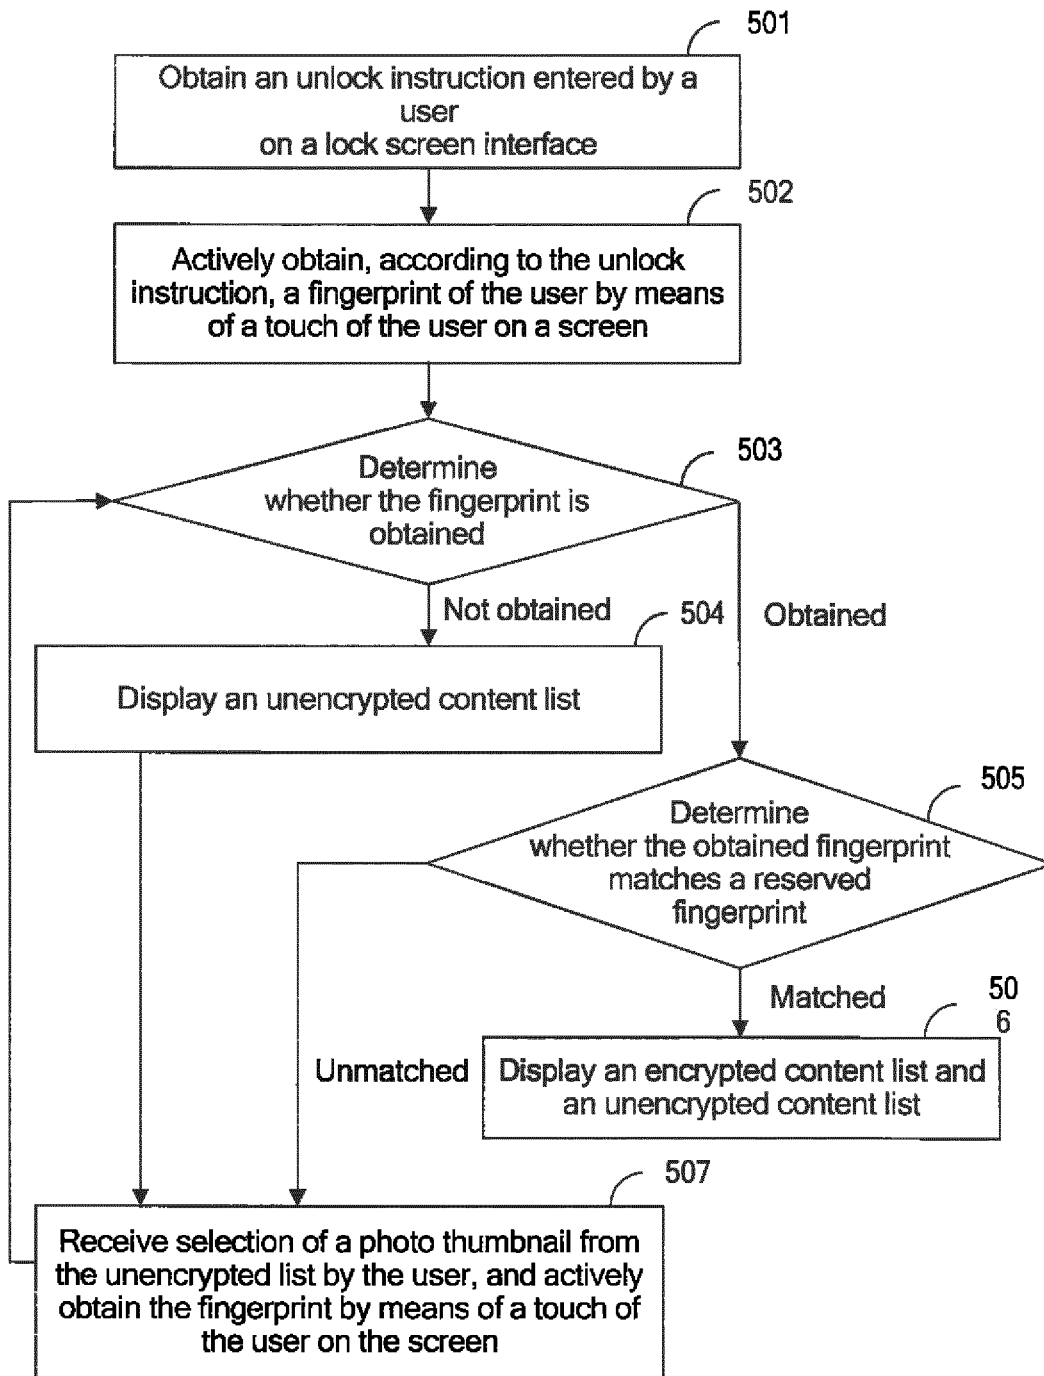 501
Obtain an unlock instruction entered by a
user
on a lock screen interface
502
Actively obtain, according to the unlock
instruction, a fingerprint of the user by means
of a touch of the user on a screen
503
Determine
whether the fingerprint is
obtained
Not obtained
504
Obtained
Display an unencrypted content list
505
Determine
whether the obtained fingerprint
matches a reserved
fingerprint
Matched
50
6
Unmatched
Display an encrypted content list and
an unencrypted content list
507
Receive selection of a photo thumbnail from
the unencrypted list by the user, and actively
obtain the fingerprint by means of a touch of
the user on the screen